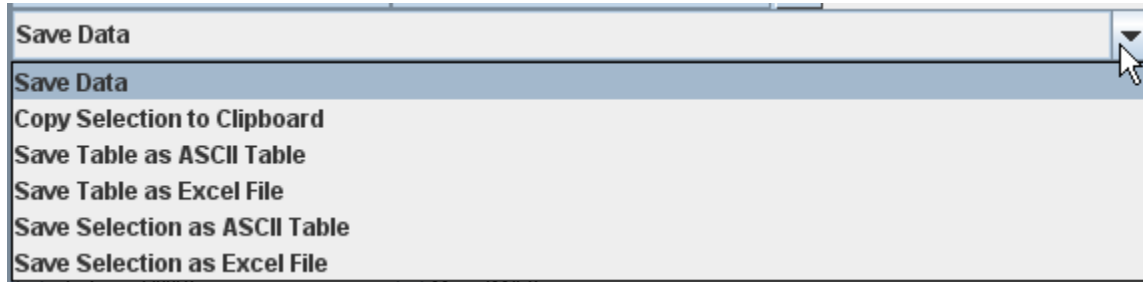 Save Data
Save Data
Copy Selection to Clipboard
Save Table as ASCII Table
Save Table as Excel File
Save Selection as ASCII Table
Save Selection as Excel File